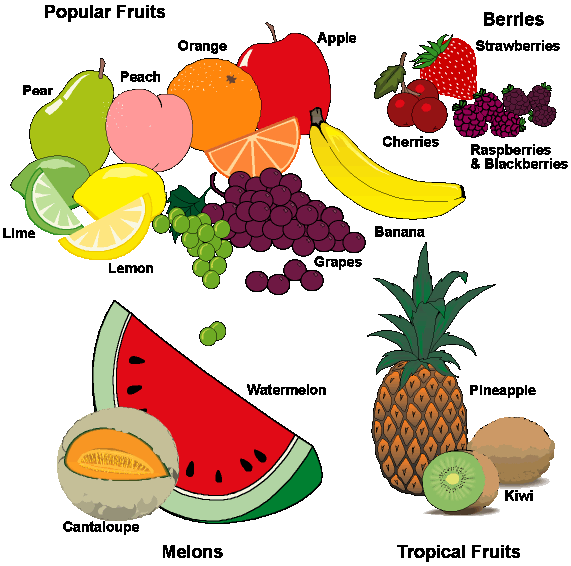 Popular Fruits
Orange
Apple
Peach
Pear
Lime
Lemon
Grapes
Banana
Berries
Strawberries
Cherries
Raspberries
& Blackberries
Watermelon
Cantaloupe
Melons
Pineapple
Kiwi
Tropical Fruits